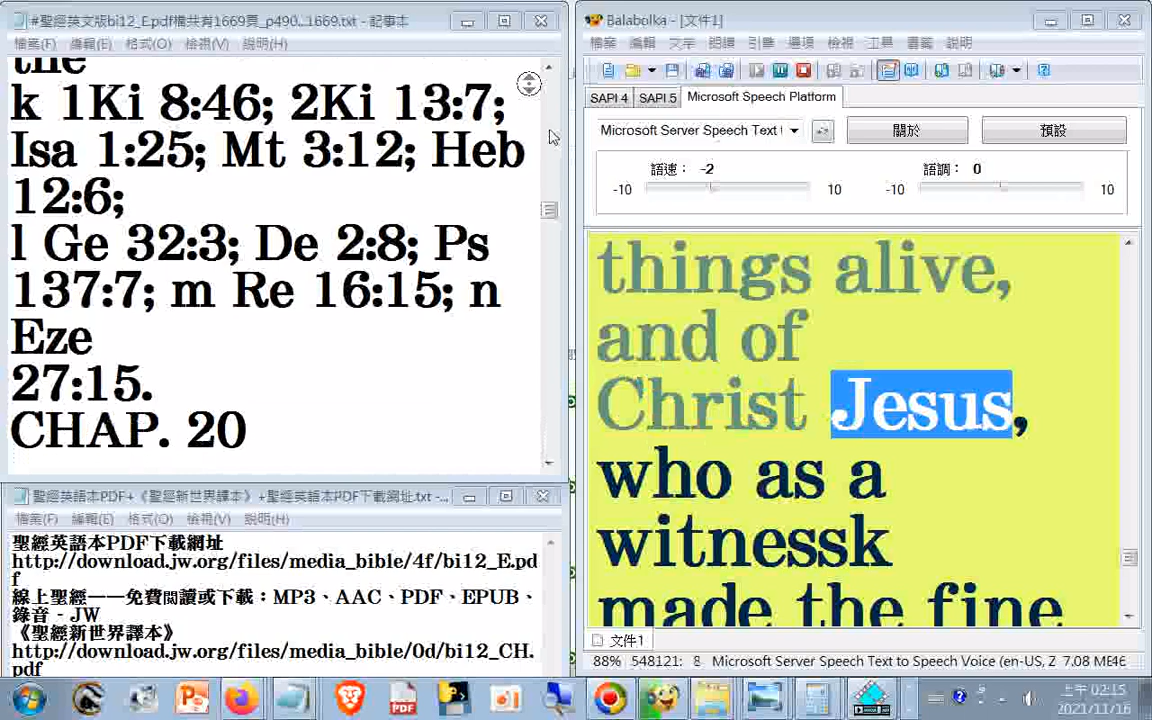 #聖經英文版bi12_E.pdf檔共有1669頁_p490...1669.txt - 記事本
檔案(F) 編輯(E) 格式(O) 檢視(V) 說明(H)
the
k 1Ki 8:46; 2Ki 13:7;
Isa 1:25; Mt 3:12; Heb
12:6;
l Ge 32:3; De 2:8; Ps
137:7; m Re 16:15; n
Eze
27:15.
CHAP. 20
聖經英語本PDF+《聖經新世界譯本》+聖經英語本PDF下載網址.txt - ...
檔案(F) 編輯(E) 格式(O) 檢視(V) 說明(H)
聖經英語本PDF下載網址
http://download.jw.org/files/media_bible/4f/bi12_E.pd
f
線上聖經——免費閱讀或下載：MP3、AAC、PDF、EPUB、
錄音 - JW
《聖經新世界譯本》
http://download.jw.org/files/media_bible/0d/bi12_CH.
pdf
Balabolka - [文件1]
檔案 編輯 文字 朗讀 引擎 選項 檢視 工具 書籤 說明
SAPI 4 SAPI 5 Microsoft Speech Platform
Microsoft Server Speech Text 關於 預設
語速： -2 語調： 0
-10 10 -10 10
things alive,
and of
Christ Jesus,
who as a
witnessk
made the fine
文件1
88% 548121: 8 Microsoft Server Speech Text to Speech Voice (en-US, Z 7.08 ME46
PDF
上午 02:15
2021/11/16